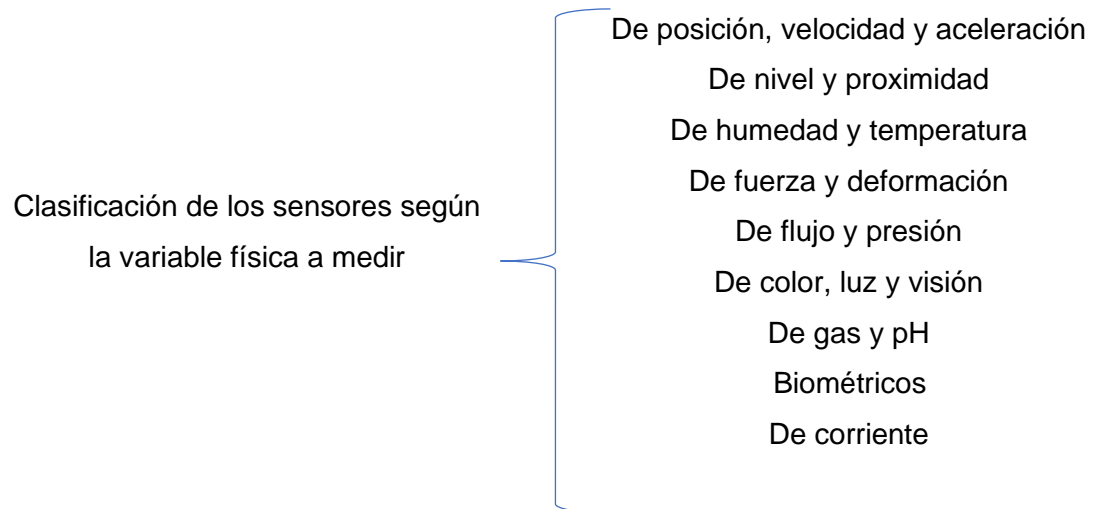 Clasificación de los sensores según
la variable física a medir
De posición, velocidad y aceleración
De nivel y proximidad
De humedad y temperatura
De fuerza y deformación
De flujo y presión
De color, luz y visión
De gas y pH
Biométricos
De corriente